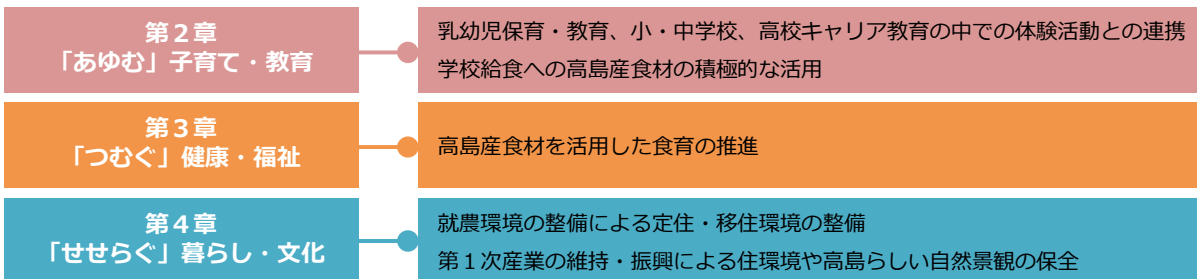 第２章
「あゆむ」子育て・教育
乳幼児保育・教育、小・中学校、高校キャリア教育の中での体験活動との連携
学校給食への高島産食材の積極的な活用
第３章
「つむぐ」健康・福祉
高島産食材を活用した食育の推進
第４章
「せせらぐ」暮らし・文化
就農環境の整備による定住・移住環境の整備
第１次産業の維持・振興による住環境や高島らしい自然景観の保全